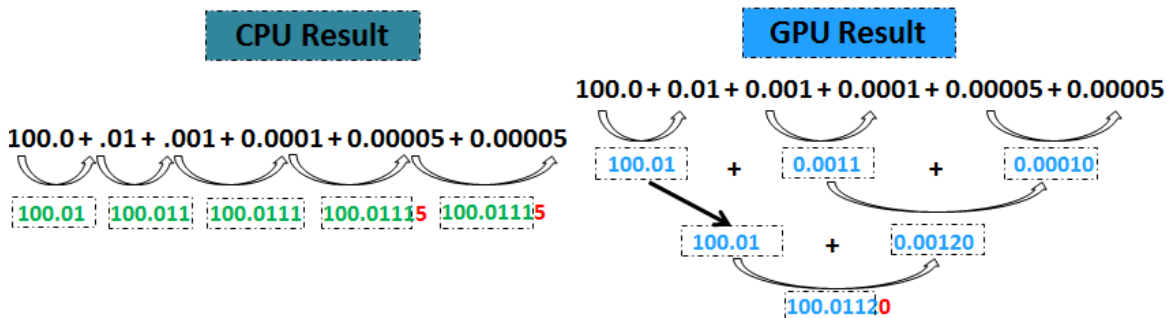 CPU Result
100.0 + .01 + .001 + 0.0001 + 0.00005 + 0.00005
100.01 100.011 100.0111 100.01115 100.01115
GPU Result
100.0 + 0.01 + 0.001 + 0.0001 + 0.00005 + 0.00005
100.01 + 0.0011 + 0.00010
100.01 + 0.00120
100.01120